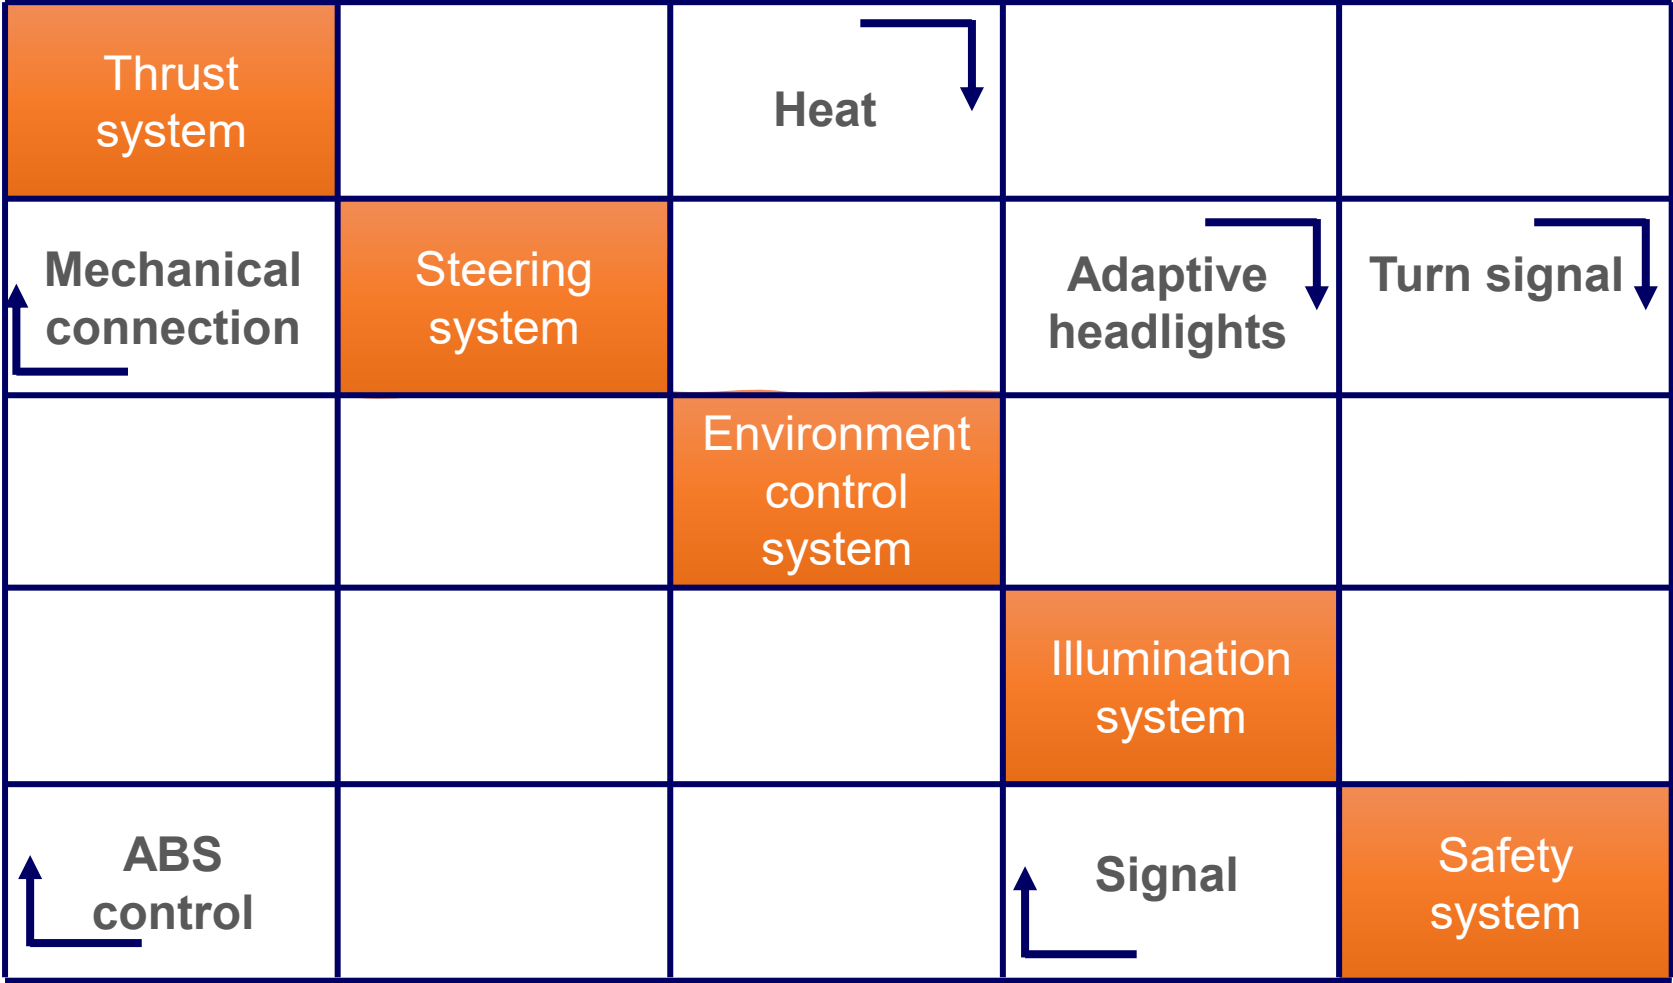 Thrust
system
Heat
Mechanical
connection
Steering
system
Adaptive
headlights
Turn signal
Environment
control
system
Illumination
system
ABS
control
Signal
Safety
system